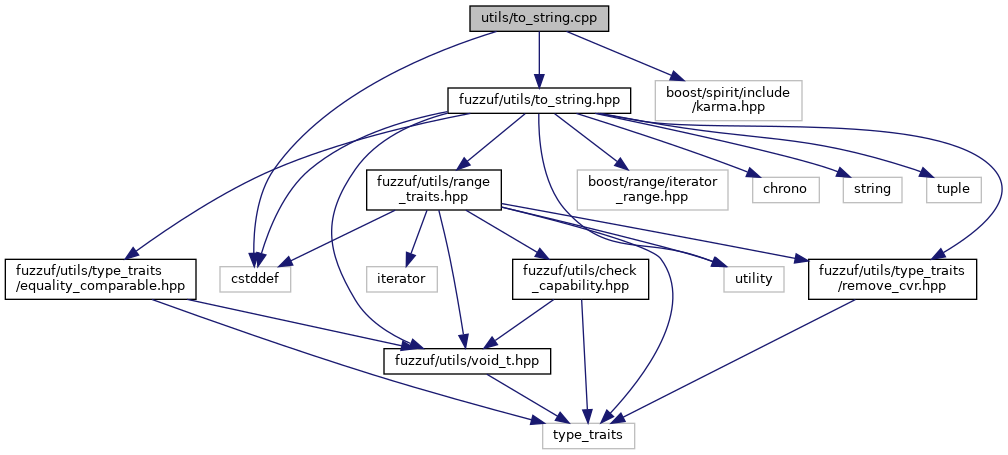 utils/to_string.cpp
fuzzuf/utils/to_string.hpp
boost/spirit/include
/karma.hpp
fuzzuf/utils/range
_traits.hpp
boost/range/iterator
_range.hpp
chrono
string
tuple
fuzzuf/utils/type_traits
/equality_comparable.hpp
cstddef
iterator
fuzzuf/utils/check
_capability.hpp
utility
fuzzuf/utils/type_traits
/remove_cvr.hpp
fuzzuf/utils/void_t.hpp
type_traits